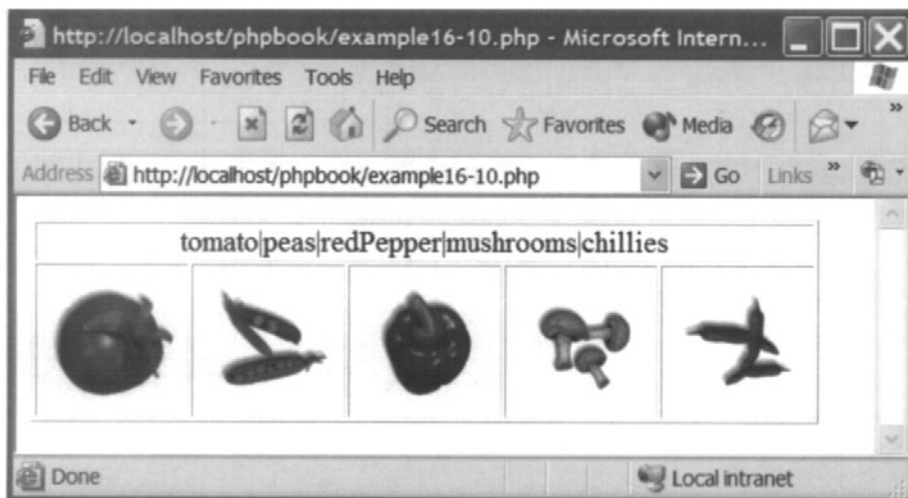 http://localhost/phpbook/example16-10.php - Microsoft Intern...
File Edit View Favorites Tools Help
Back Search Favorites Media »
Address http://localhost/phpbook/example16-10.php Go Links »
tomato|peas|redPepper|mushrooms|chillies
Done Local intranet